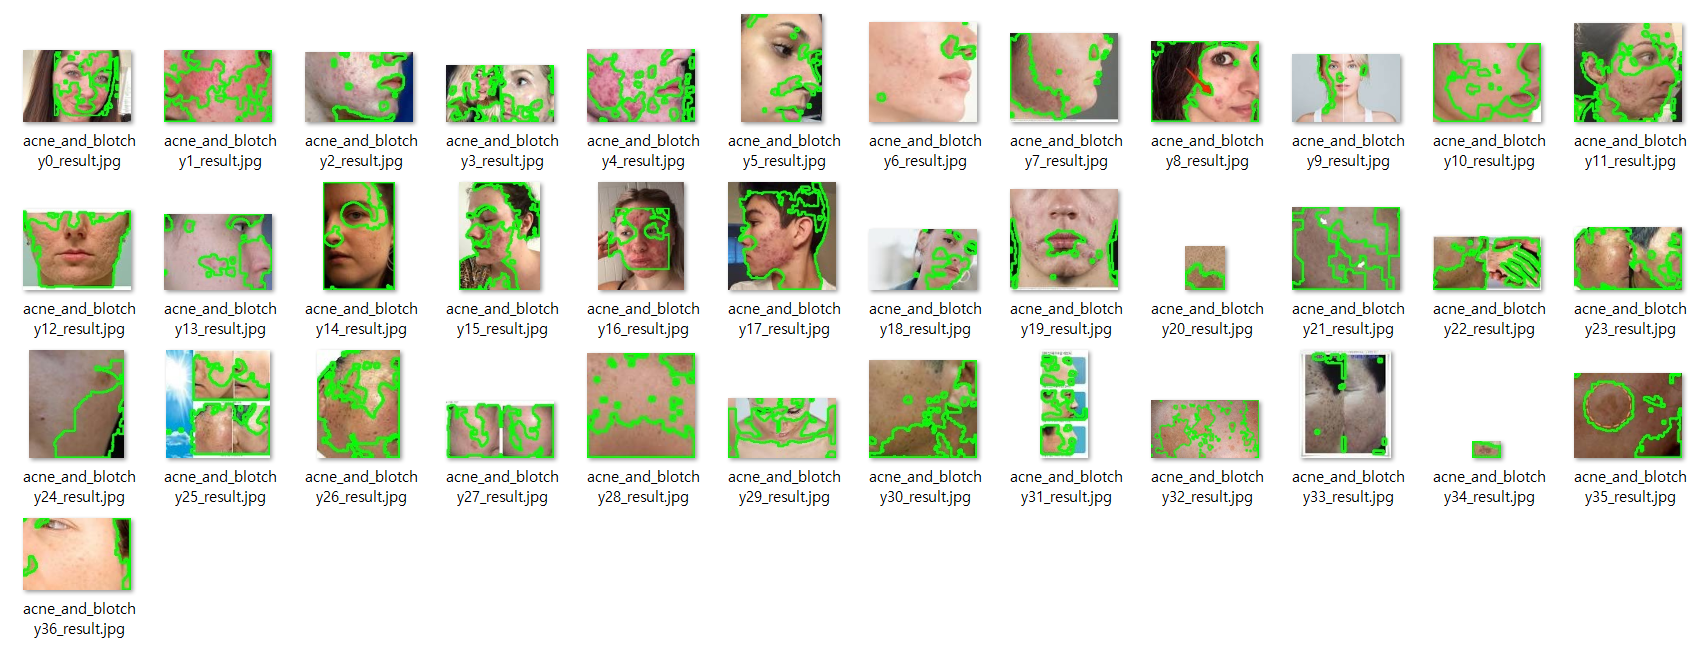 acne_and_blotch
y0_result.jpg
acne_and_blotch
y1_result.jpg
acne_and_blotch
y2_result.jpg
acne_and_blotch
y3_result.jpg
acne_and_blotch
y4_result.jpg
acne_and_blotch
y5_result.jpg
acne_and_blotch
y6_result.jpg
acne_and_blotch
y7_result.jpg
acne_and_blotch
y8_result.jpg
acne_and_blotch
y9_result.jpg
acne_and_blotch
y10_result.jpg
acne_and_blotch
y11_result.jpg
acne_and_blotch
y12_result.jpg
acne_and_blotch
y13_result.jpg
acne_and_blotch
y14_result.jpg
acne_and_blotch
y15_result.jpg
acne_and_blotch
y16_result.jpg
acne_and_blotch
y17_result.jpg
acne_and_blotch
y18_result.jpg
acne_and_blotch
y19_result.jpg
acne_and_blotch
y20_result.jpg
acne_and_blotch
y21_result.jpg
acne_and_blotch
y22_result.jpg
acne_and_blotch
y23_result.jpg
acne_and_blotch
y24_result.jpg
acne_and_blotch
y25_result.jpg
acne_and_blotch
y26_result.jpg
acne_and_blotch
y27_result.jpg
acne_and_blotch
y28_result.jpg
acne_and_blotch
y29_result.jpg
acne_and_blotch
y30_result.jpg
acne_and_blotch
y31_result.jpg
acne_and_blotch
y32_result.jpg
acne_and_blotch
y33_result.jpg
acne_and_blotch
y34_result.jpg
acne_and_blotch
y35_result.jpg
acne_and_blotch
y36_result.jpg